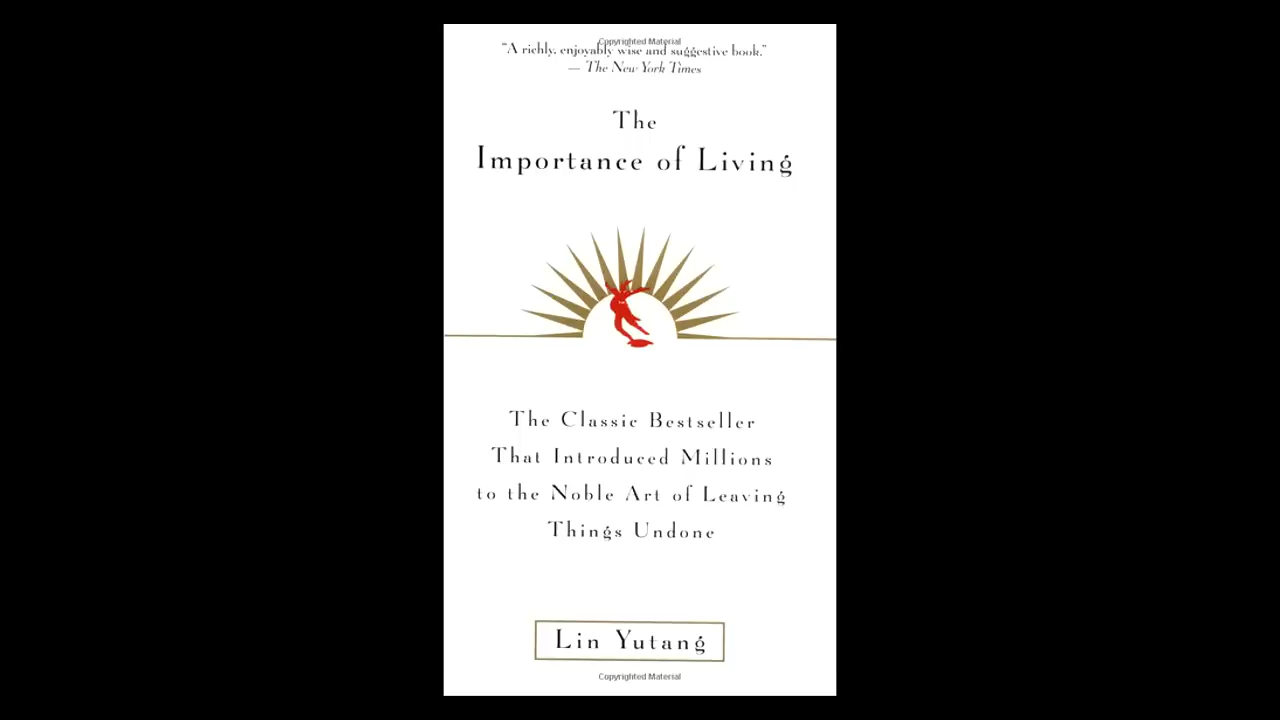 Copyrighted Material
"A richly, enjoyably wise and suggestive book."
— The New York Times
The
Importance of Living
The Classic Bestseller
That Introduced Millions
to the Noble Art of Leaving
Things Undone
Lin Yutang
Copyrighted Material